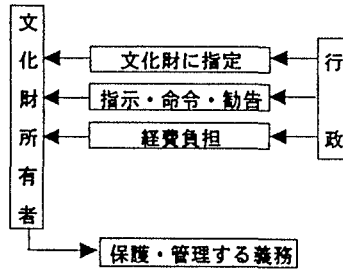 文化財所有者
文化財に指定
指示・命令・勧告
経費負担
行政
保護・管理する義務